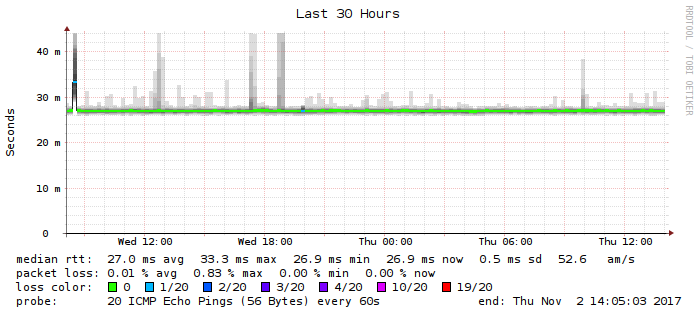 Last 30 Hours
RRDTOOL / TOBI OETIKER
Seconds
40 m
30 m
20 m
10 m
0
Wed 12:00 Wed 18:00 Thu 00:00 Thu 06:00 Thu 12:00
median rtt: 27.0 ms avg 33.3 ms max 26.9 ms min 26.9 ms now 0.5 ms sd 52.6 am/s
packet loss: 0.01 % avg 0.83 % max 0.00 % min 0.00 % now
loss color: 0 1/20 2/20 3/20 4/20 10/20 19/20
probe: 20 ICMP Echo Pings (56 Bytes) every 60s end: Thu Nov 2 14:05:03 2017